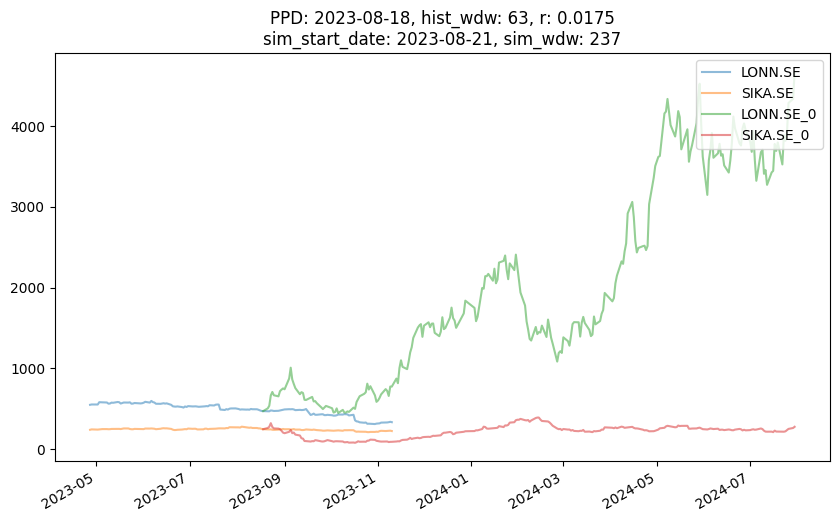 PPD: 2023-08-18, hist_wdw: 63, r: 0.0175
sim_start_date: 2023-08-21, sim_wdw: 237
LONN.SE
SIKA.SE
LONN.SE_0
SIKA.SE_0
4000
3000
2000
1000
0
2023-05
2023-07
2023-09
2023-11
2024-01
2024-03
2024-05
2024-07